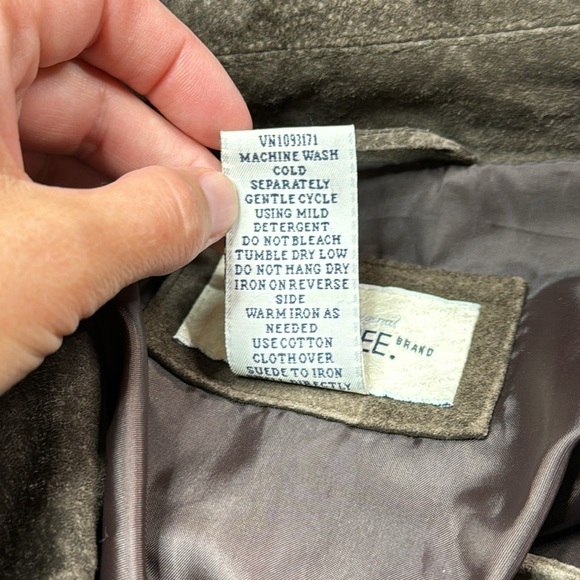 VN1093171
MACHINE WASH
COLD
SEPARATELY
GENTLE CYCLE
USING MILD
DETERGENT
DO NOT BLEACH
TUMBLE DRY LOW
DO NOT HANG DRY
IRON ON REVERSE
SIDE
WARM IRON AS
NEEDED
USE COTTON
CLOTH OVER
SUEDE TO IRON
DIRECTLY
EE. BRAND